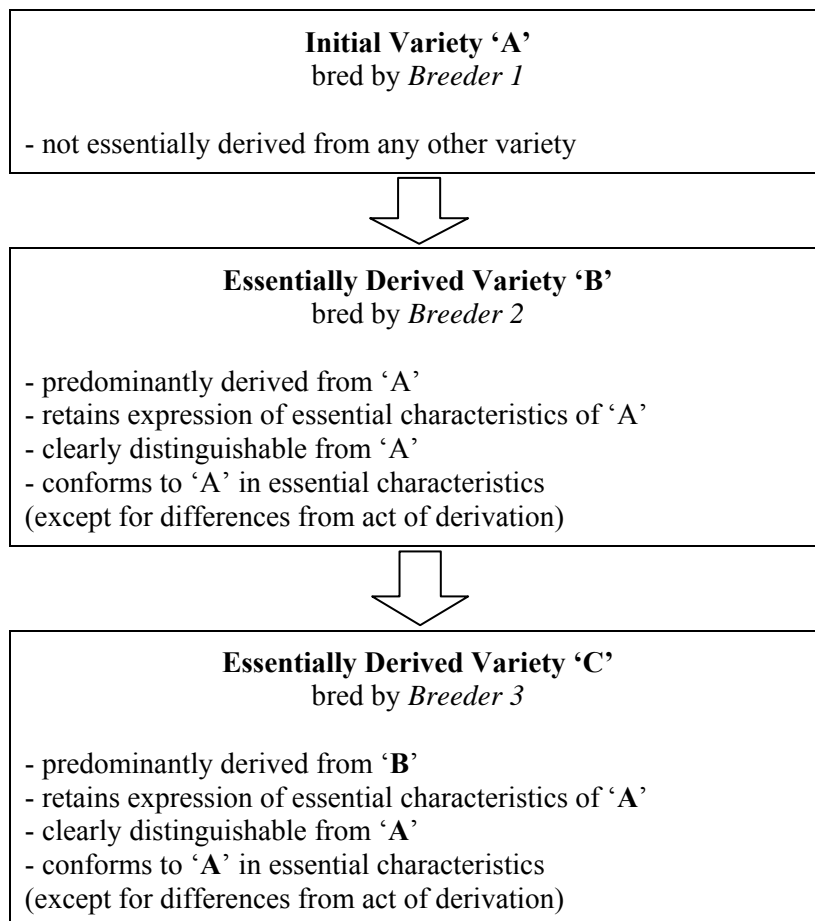 Initial Variety ‘A’
bred by Breeder 1
- not essentially derived from any other variety
Essentially Derived Variety ‘B’
bred by Breeder 2
- predominantly derived from ‘A’
- retains expression of essential characteristics of ‘A’
- clearly distinguishable from ‘A’
- conforms to ‘A’ in essential characteristics
(except for differences from act of derivation)
Essentially Derived Variety ‘C’
bred by Breeder 3
- predominantly derived from ‘B’
- retains expression of essential characteristics of ‘A’
- clearly distinguishable from ‘A’
- conforms to ‘A’ in essential characteristics
(except for differences from act of derivation)